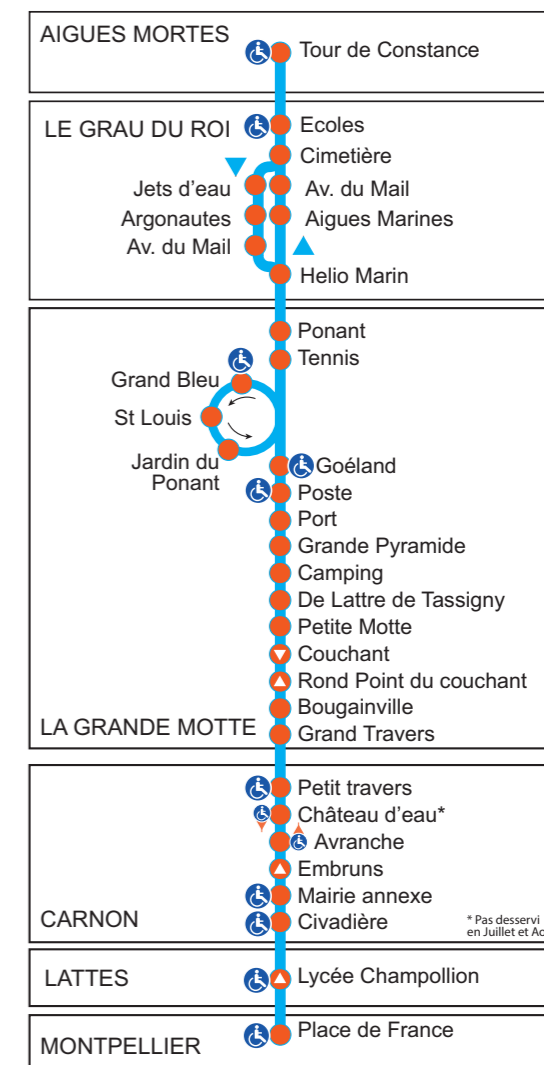 AIGUES MORTES
Tour de Constance
LE GRAU DU ROI
Ecoles
Cimetière
Jets d'eau
Av. du Mail
Argonautes
Aigues Marines
Av. du Mail
Helio Marin
Ponant
Tennis
Grand Bleu
St Louis
Jardin du
Ponant
Goéland
Poste
Port
Grande Pyramide
Camping
De Lattre de Tassigny
Petite Motte
Couchant
Rond Point du couchant
Bougainville
LA GRANDE MOTTE
Grand Travers
Petit travers
Château d'eau*
Avranche
Embruns
Mairie annexe
CARNON
Civadière
* Pas desservi
en Juillet et
LATTES
Lycée Champollion
MONTPELLIER
Place de France